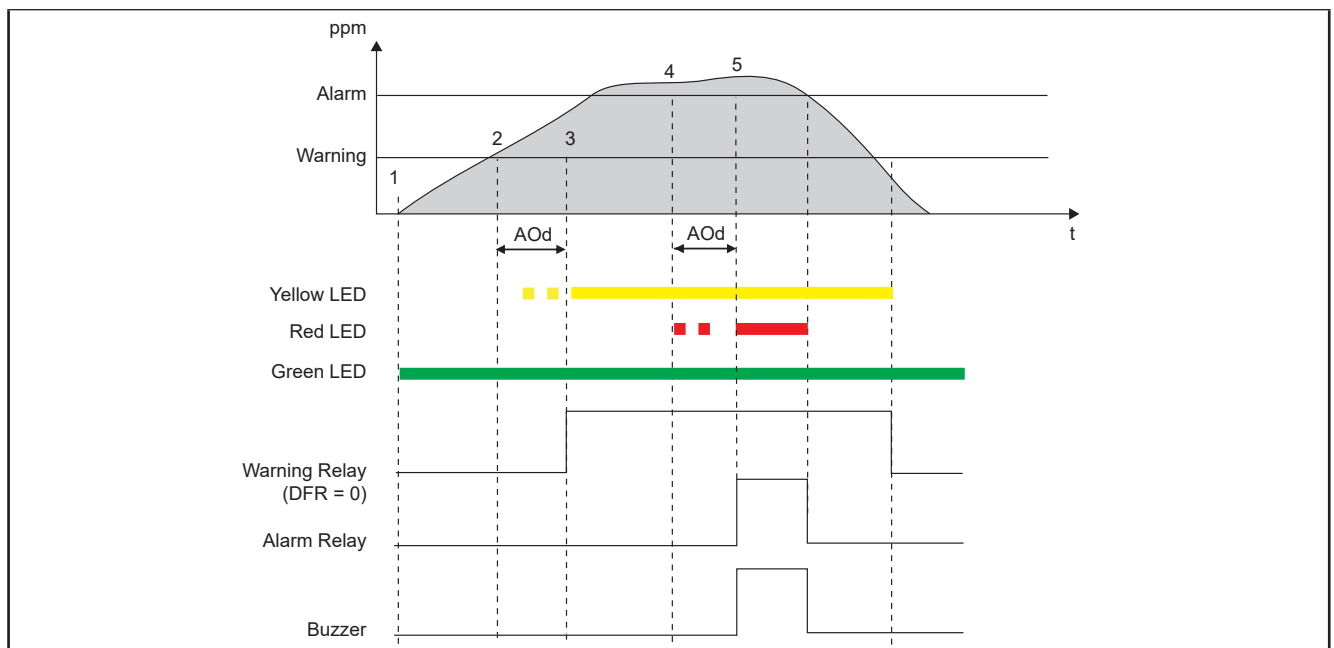 ppm
4
5
Alarm
2
3
Warning
1
AOd
AOd
t
Yellow LED
Red LED
Green LED
Warning Relay
(DFR = 0)
Alarm Relay
Buzzer